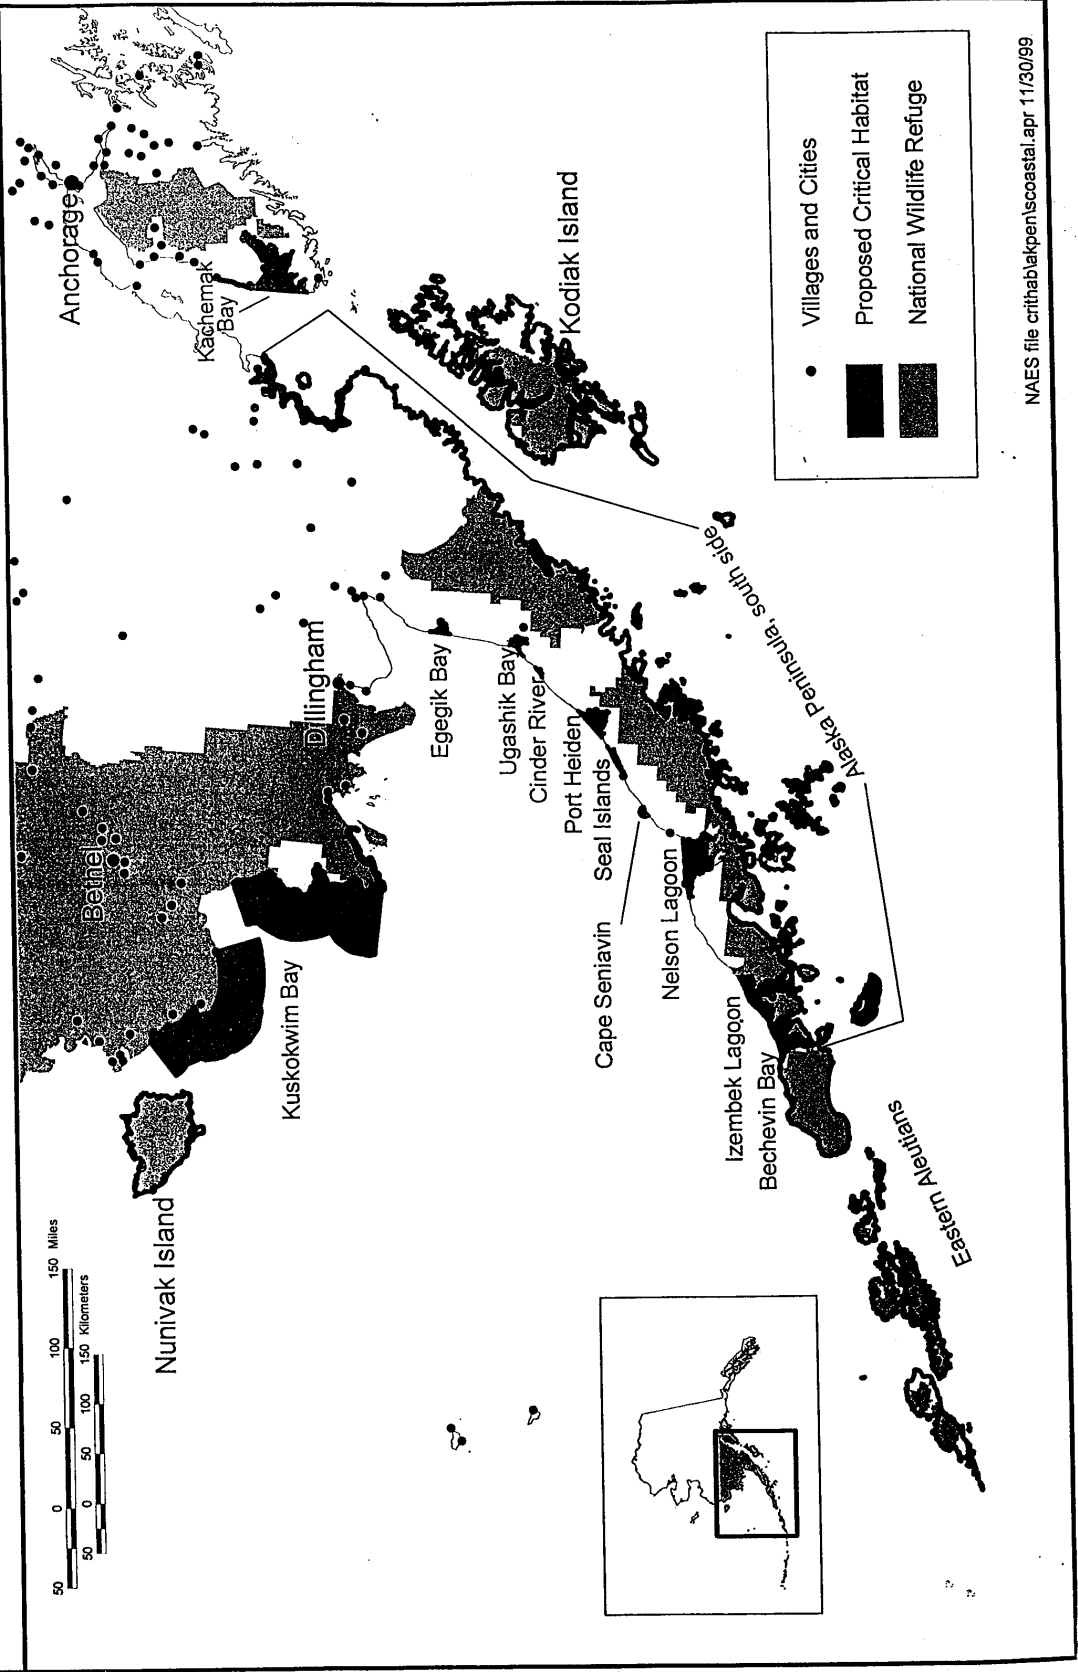 50 0 50 100 150 Miles
50 0 50 100 150 Kilometers
Nunivak Island
Kuskokwim Bay
Bethel
Dillingham
Anchorage
Kachemak
Bay
Egegik Bay
Ugashik Bay
Cinder River
Port Heiden
Seal Islands
Cape Seniavin
Nelson Lagoon
Izembek Lagoon
Bechevin Bay
Kodiak Island
Alaska Peninsula, south side
Eastern Aleutians
Villages and Cities
Proposed Critical Habitat
National Wildlife Refuge
NAES file crithab\akpen\scoastal.apr 11/30/99